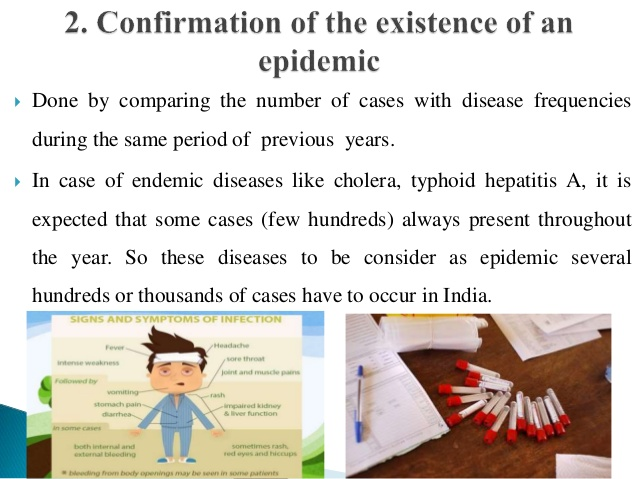 2. Confirmation of the existence of an
epidemic
Done by comparing the number of cases with disease frequencies
during the same period of previous years.
In case of endemic diseases like cholera, typhoid hepatitis A, it is
expected that some cases (few hundreds) always present throughout
the year. So these diseases to be consider as epidemic several
hundreds or thousands of cases have to occur in India.
SIGNS AND SYMPTOMS OF INFECTION
Fever
Headache
intense weakness
sore throat
joint and muscle pains
Followed by
vomiting
rash
stomach pain
impaired kidney
& liver function
diarrhea
in some cases
both internal and
external bleeding
sometimes rash,
red eyes and hiccups
* bleeding from body openings may be seen in some patients